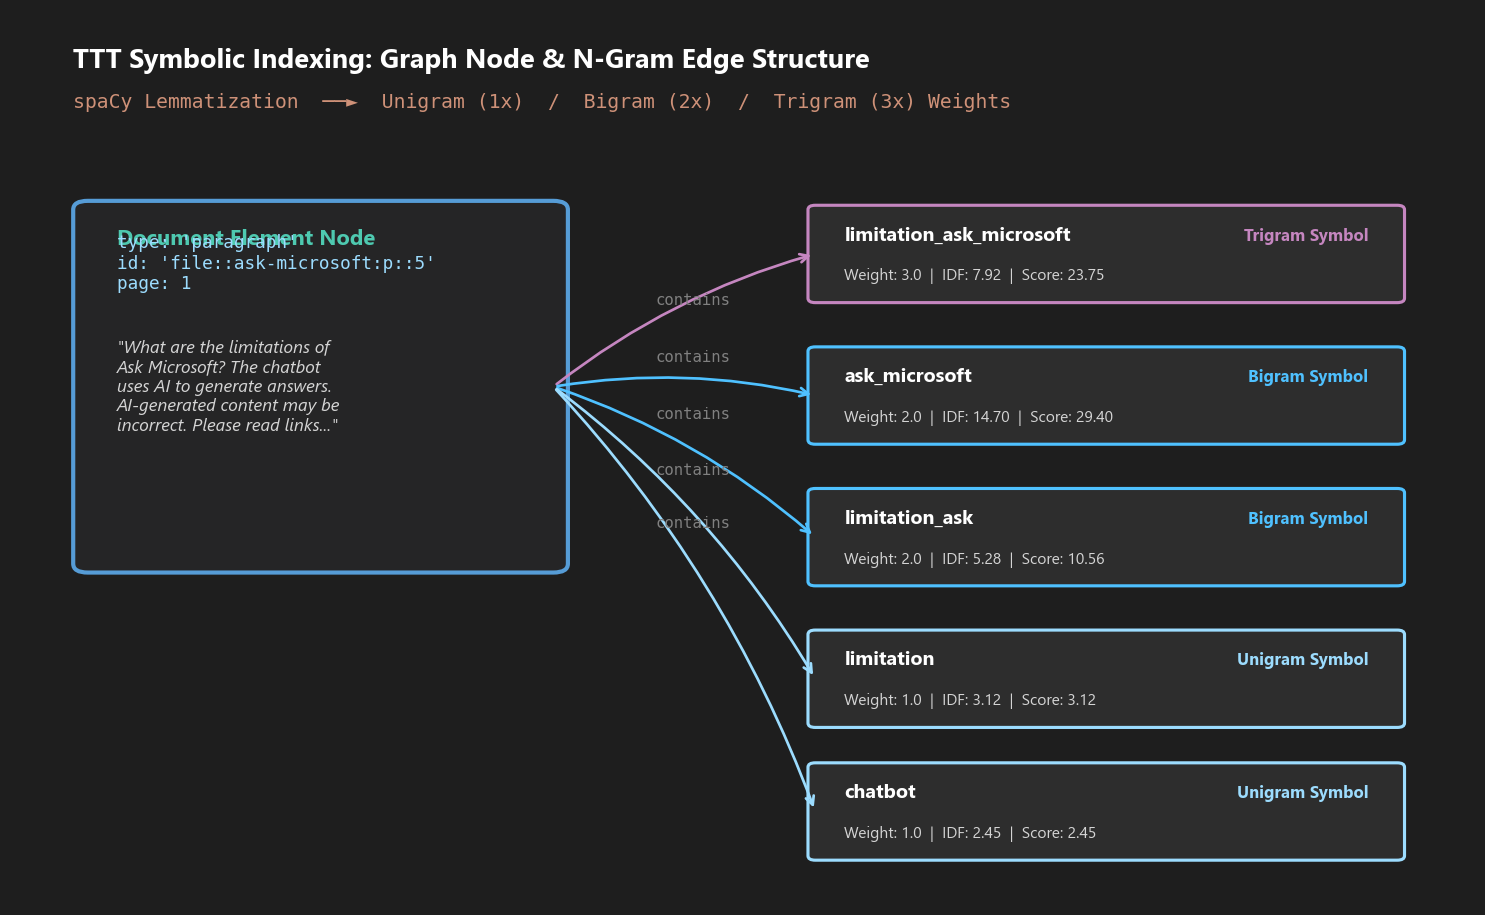 TTT Symbolic Indexing: Graph Node & N-Gram Edge Structure
spaCy Lemmatization ──► Unigram (1x) / Bigram (2x) / Trigram (3x) Weights
Document Element Node
type: 'paragraph'
id: 'file::ask-microsoft:p::5'
page: 1
"What are the limitations of
Ask Microsoft? The chatbot
uses AI to generate answers.
AI-generated content may be
incorrect. Please read links..."
contains
contains
contains
contains
contains
limitation_ask_microsoft
Trigram Symbol
Weight: 3.0 | IDF: 7.92 | Score: 23.75
ask_microsoft
Bigram Symbol
Weight: 2.0 | IDF: 14.70 | Score: 29.40
limitation_ask
Bigram Symbol
Weight: 2.0 | IDF: 5.28 | Score: 10.56
limitation
Unigram Symbol
Weight: 1.0 | IDF: 3.12 | Score: 3.12
chatbot
Unigram Symbol
Weight: 1.0 | IDF: 2.45 | Score: 2.45